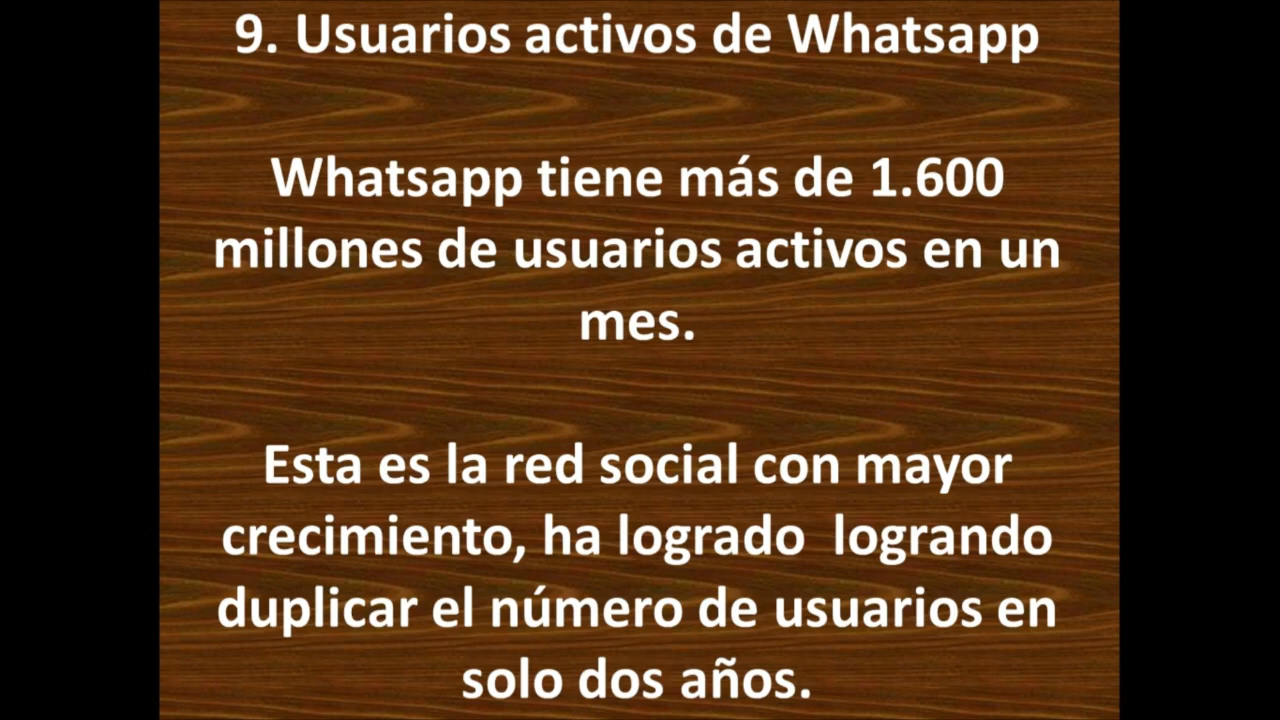 9. Usuarios activos de Whatsapp
Whatsapp tiene más de 1.600
millones de usuarios activos en un
mes.
Esta es la red social con mayor
crecimiento, ha logrado  logrando
duplicar el número de usuarios en
solo dos años.